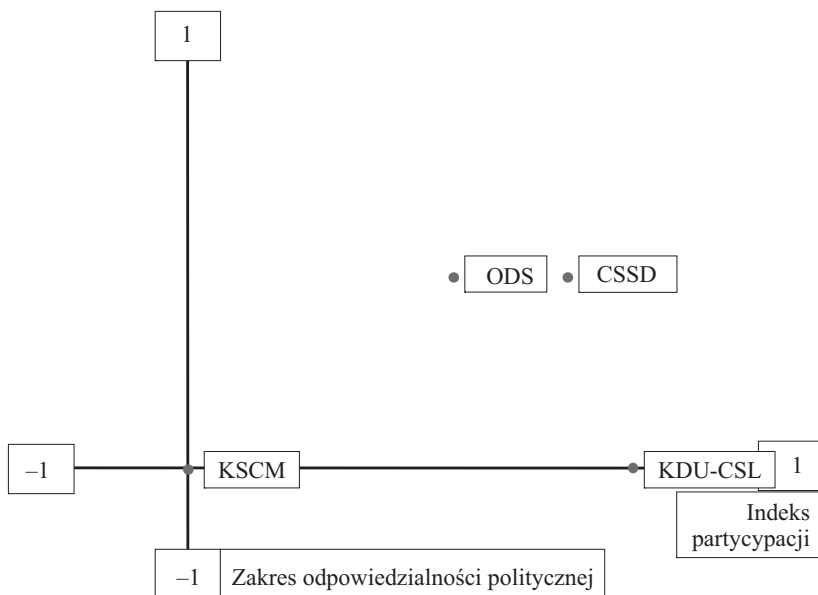 1
ODS
CSSD
–1
KSCM
KDU-CSL
1
Indeks
partycypacji
–1
Zakres odpowiedzialności politycznej